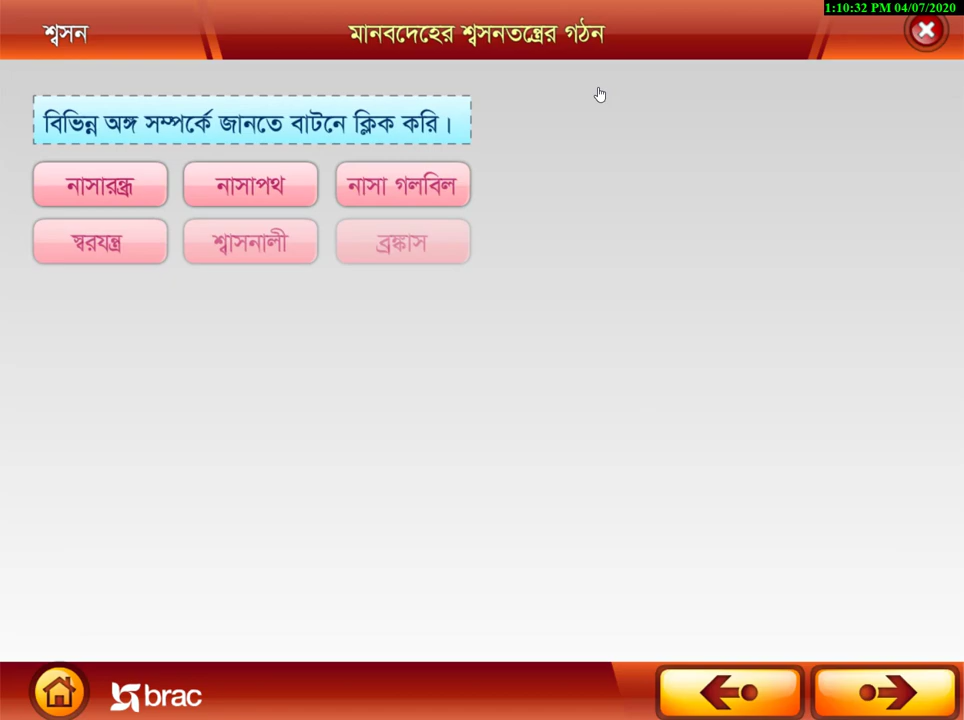 1:10:32 PM 04/07/2020
শ্বসন
মানবদেহের শ্বসনতন্ত্রের গঠন
বিভিন্ন অঙ্গ সম্পর্কে জানতে বাটনে ক্লিক করি।
নাসারন্ধ্র নাসাপথ নাসা গলবিল
স্বরযন্ত্র শ্বাসনালী ব্রঙ্কাস
brac